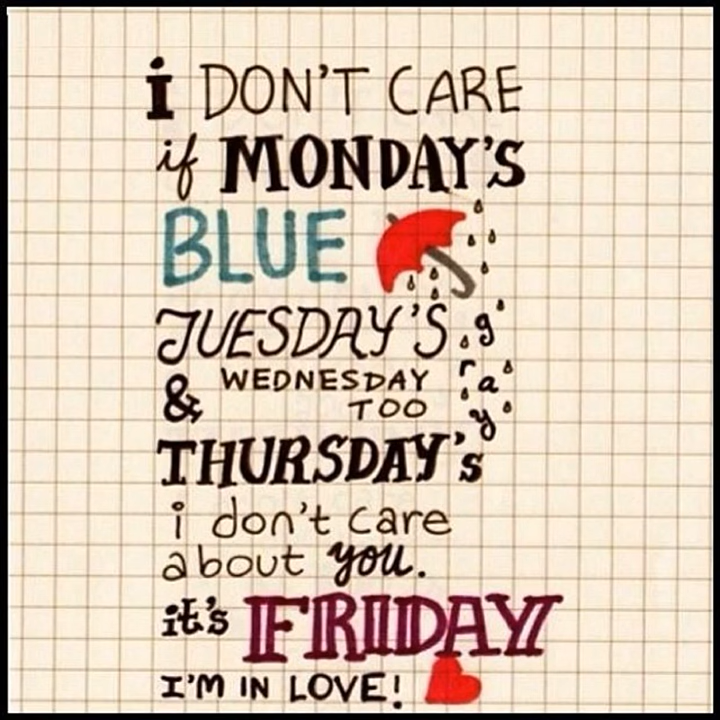 i DON'T CARE
if MONDAY'S
BLUE
TUESDAY'S gray
& WEDNESDAY
TOO
THURSDAY's
i don't care
about you.
it's FRIDAY
I'M IN LOVE!